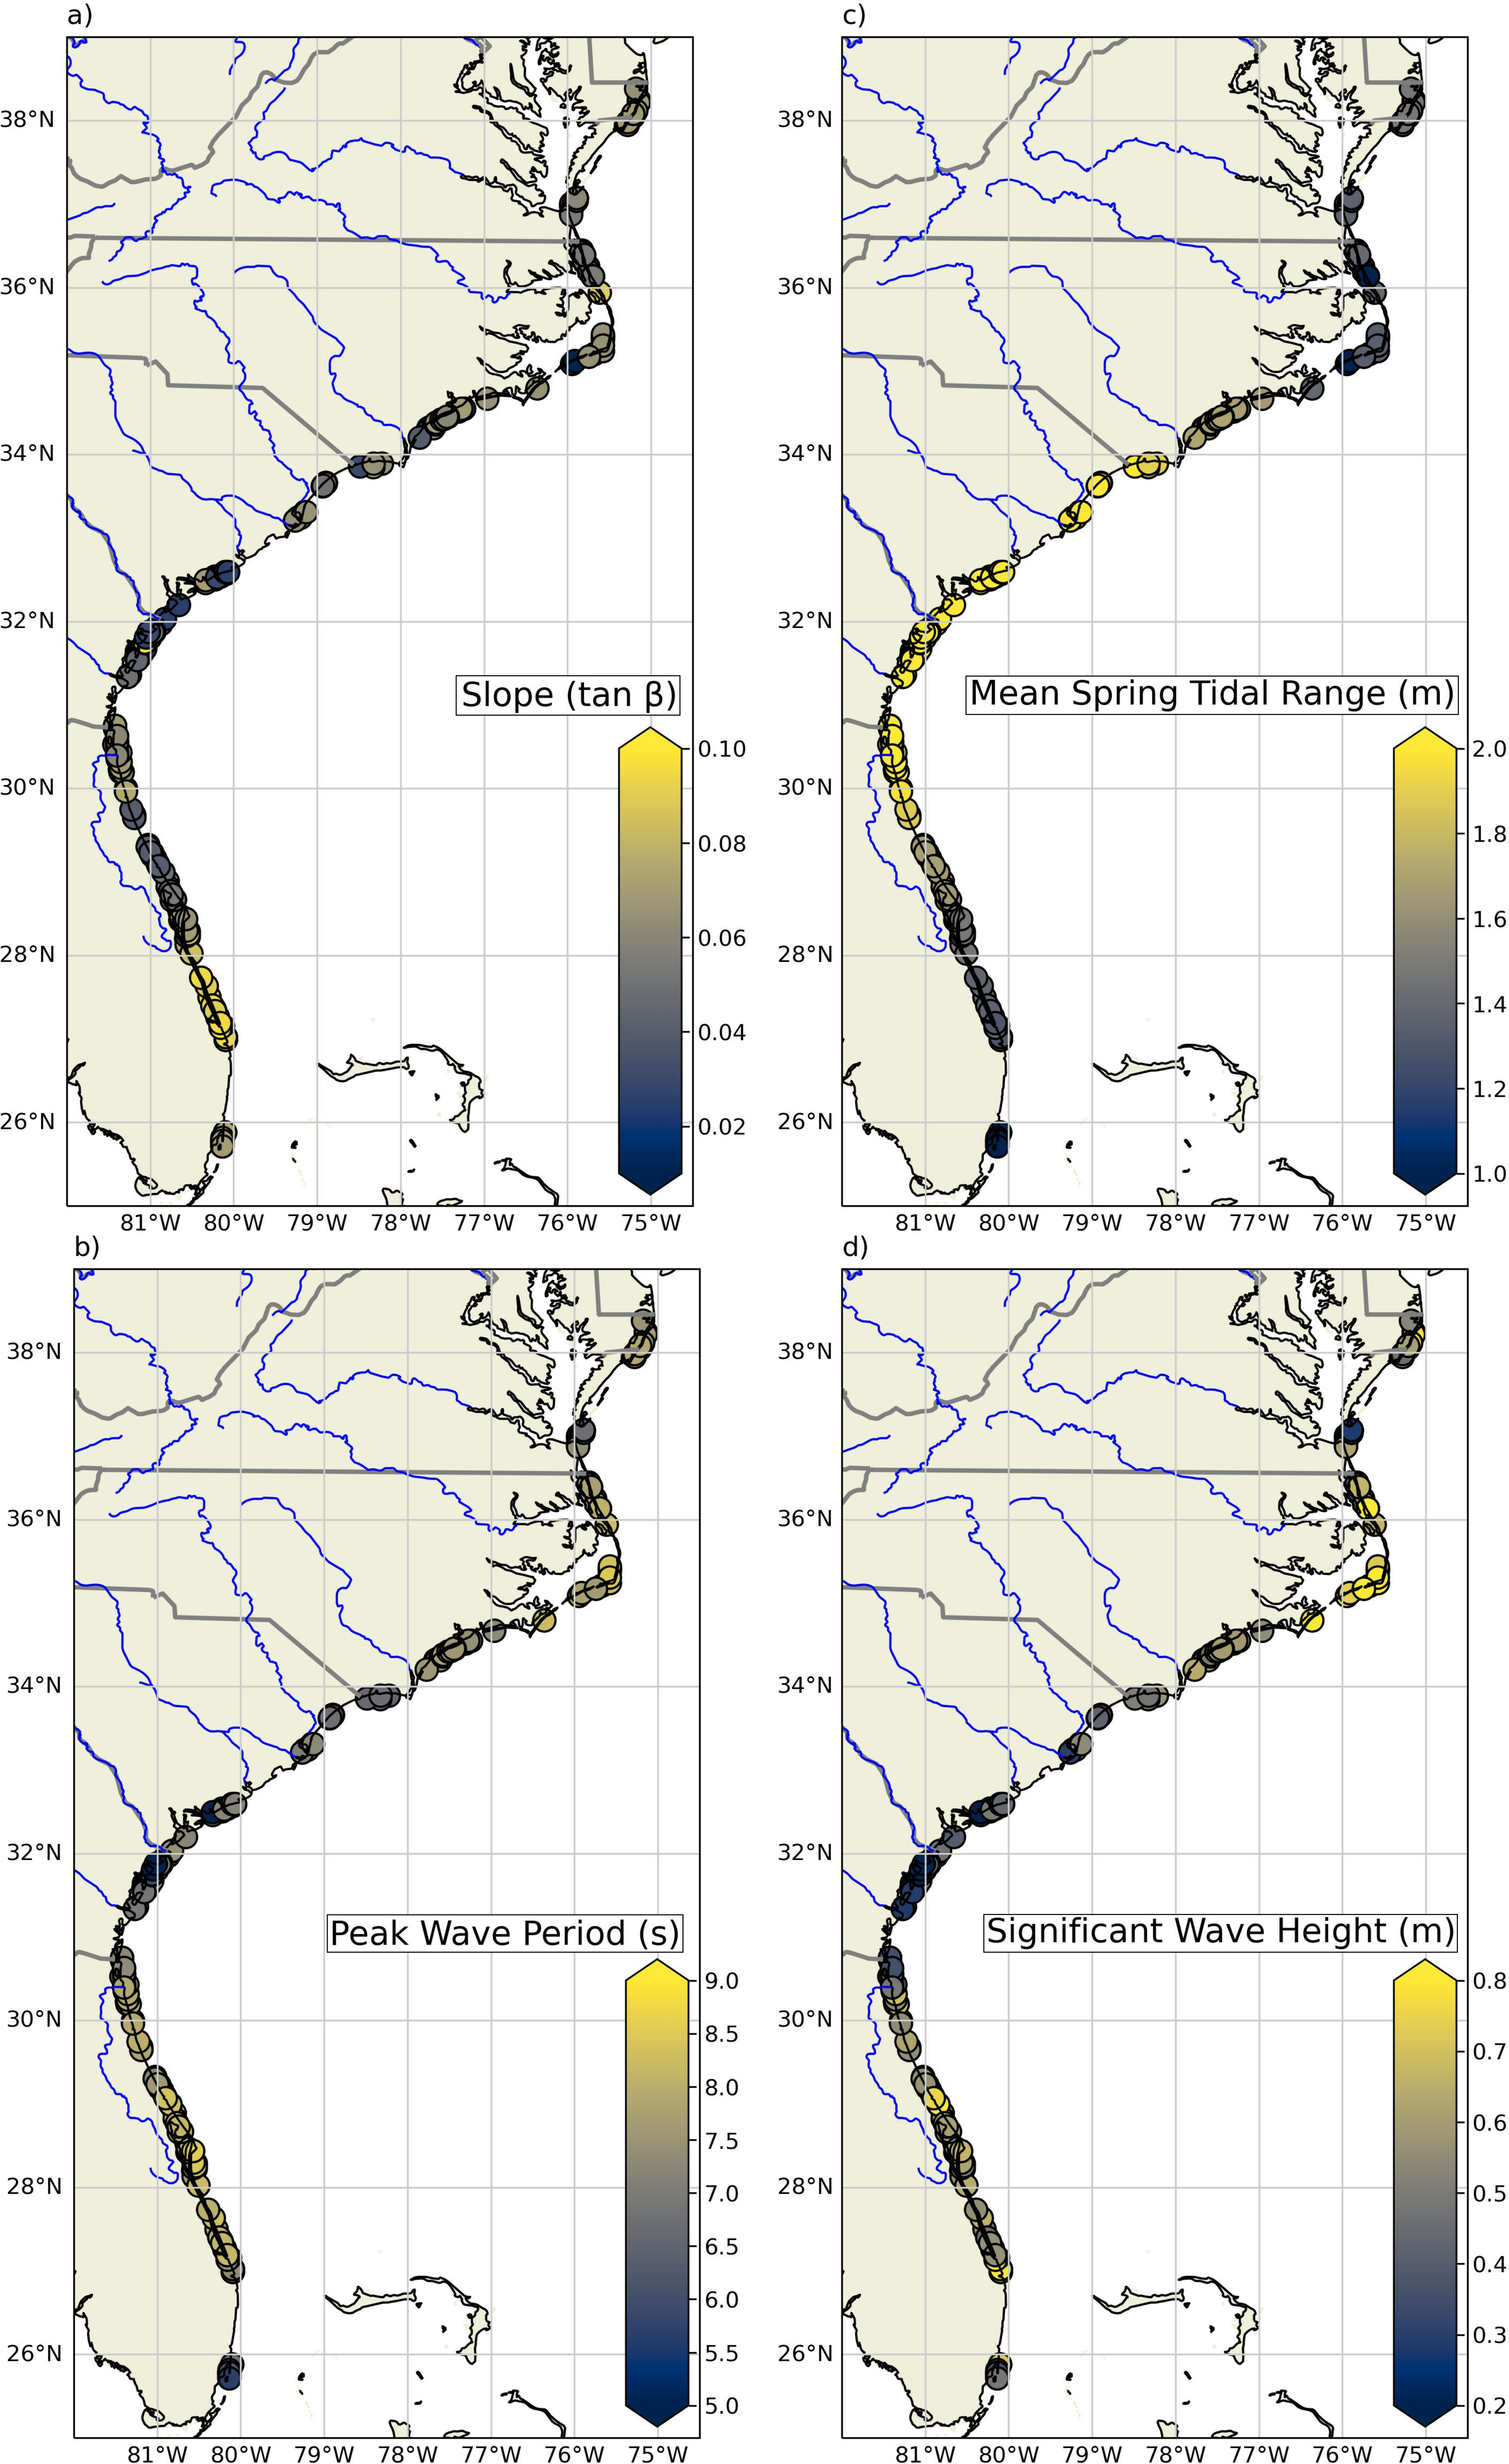 a)
38°N
36°N
34°N
32°N
30°N
28°N
26°N
Slope (tan β)
0.10
0.08
0.06
0.04
0.02
81°W 80°W 79°W 78°W 77°W 76°W 75°W
c)
38°N
36°N
34°N
32°N
30°N
28°N
26°N
Mean Spring Tidal Range (m)
2.0
1.8
1.6
1.4
1.2
1.0
81°W 80°W 79°W 78°W 77°W 76°W 75°W
b)
38°N
36°N
34°N
32°N
30°N
28°N
26°N
Peak Wave Period (s)
9.0
8.5
8.0
7.5
7.0
6.5
6.0
5.5
5.0
81°W 80°W 79°W 78°W 77°W 76°W 75°W
d)
38°N
36°N
34°N
32°N
30°N
28°N
26°N
Significant Wave Height (m)
0.8
0.7
0.6
0.5
0.4
0.3
0.2
81°W 80°W 79°W 78°W 77°W 76°W 75°W